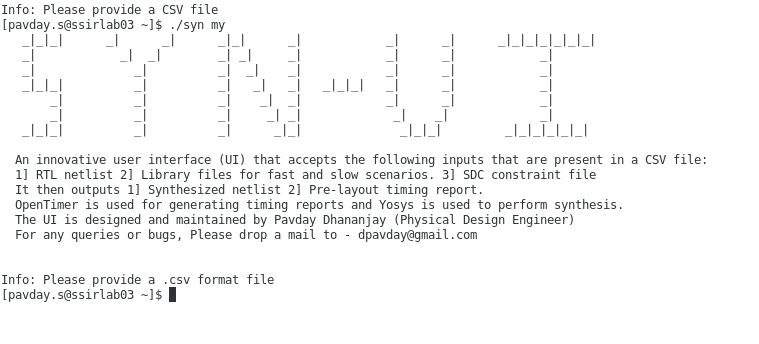 Info: Please provide a CSV file
[pavday.s@ssirlab03 ~]$ ./syn my
SYN-UI
An innovative user interface (UI) that accepts the following inputs that are present in a CSV file:
1] RTL netlist 2] Library files for fast and slow scenarios. 3] SDC constraint file
It then outputs 1] Synthesized netlist 2] Pre-layout timing report.
OpenTimer is used for generating timing reports and Yosys is used to perform synthesis.
The UI is designed and maintained by Pavday Dhananjay (Physical Design Engineer)
For any queries or bugs, Please drop a mail to - dpavday@gmail.com
Info: Please provide a .csv format file
[pavday.s@ssirlab03 ~]$